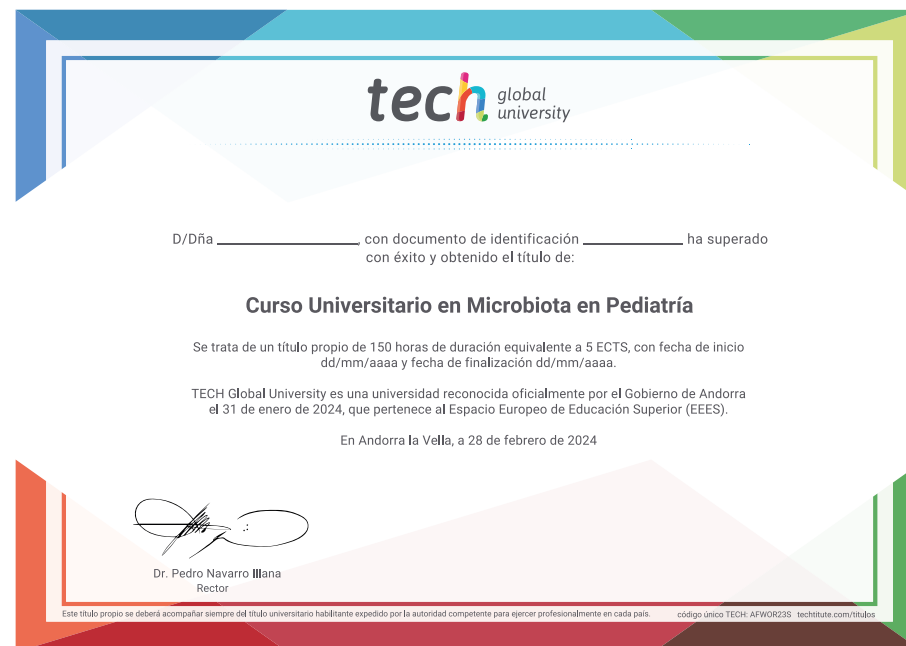 tech global university
D/Dña ____________________, con documento de identificación ______________ ha superado
con éxito y obtenido el título de:
Curso Universitario en Microbiota en Pediatría
Se trata de un título propio de 150 horas de duración equivalente a 5 ECTS, con fecha de inicio
dd/mm/aaaa y fecha de finalización dd/mm/aaaa.
TECH Global University es una universidad reconocida oficialmente por el Gobierno de Andorra
el 31 de enero de 2024, que pertenece al Espacio Europeo de Educación Superior (EEES).
En Andorra la Vella, a 28 de febrero de 2024
Dr. Pedro Navarro Illana
Rector
Este título propio se deberá acompañar siempre del título universitario habilitante expedido por la autoridad competente para ejercer profesionalmente en cada país. código único TECH: AFWOR23S techtitute.com/titulos